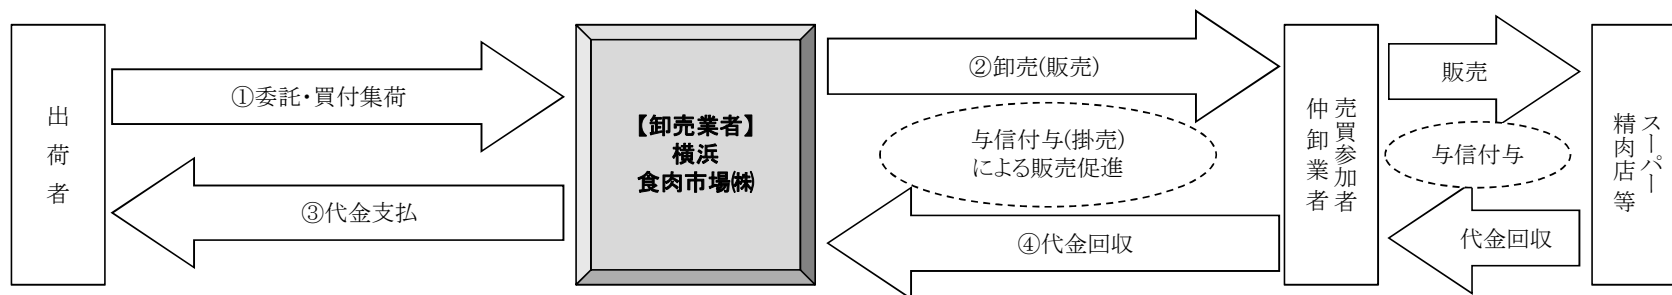 出荷者
①委託・買付集荷
③代金支払
【卸売業者】
横浜
食肉市場㈱
②卸売(販売)
与信付与(掛売)
による販売促進
④代金回収
売買参加者
仲卸業者
販売
与信付与
代金回収
スーパー
精肉店等